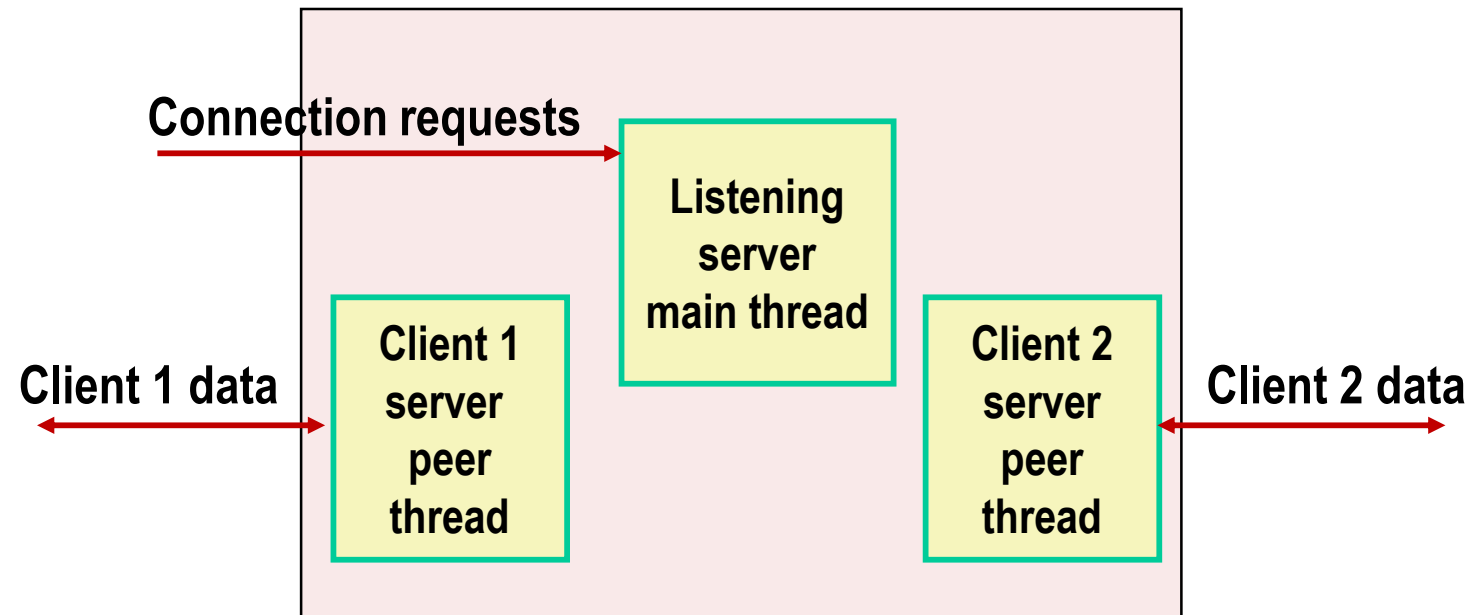 Connection requests
Listening
server
main thread
Client 1
server
peer
thread
Client 2
server
peer
thread
Client 1 data
Client 2 data